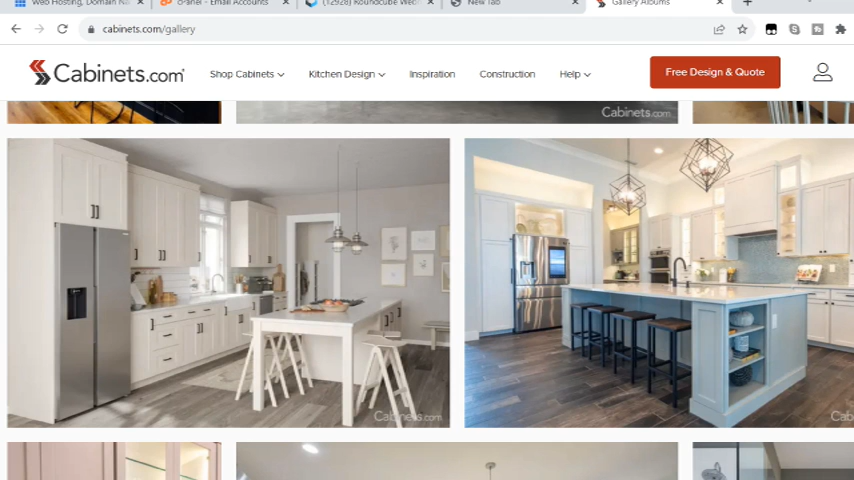 Web Hosting, Domain Na
cPanel - Email Accounts
(12928) Roundcube Web
New Tab
Gallery Albums
cabinets.com/gallery
Cabinets.com
Shop Cabinets
Kitchen Design
Inspiration
Construction
Help
Free Design & Quote
Cabinets.com
Cabinets.com
Cab